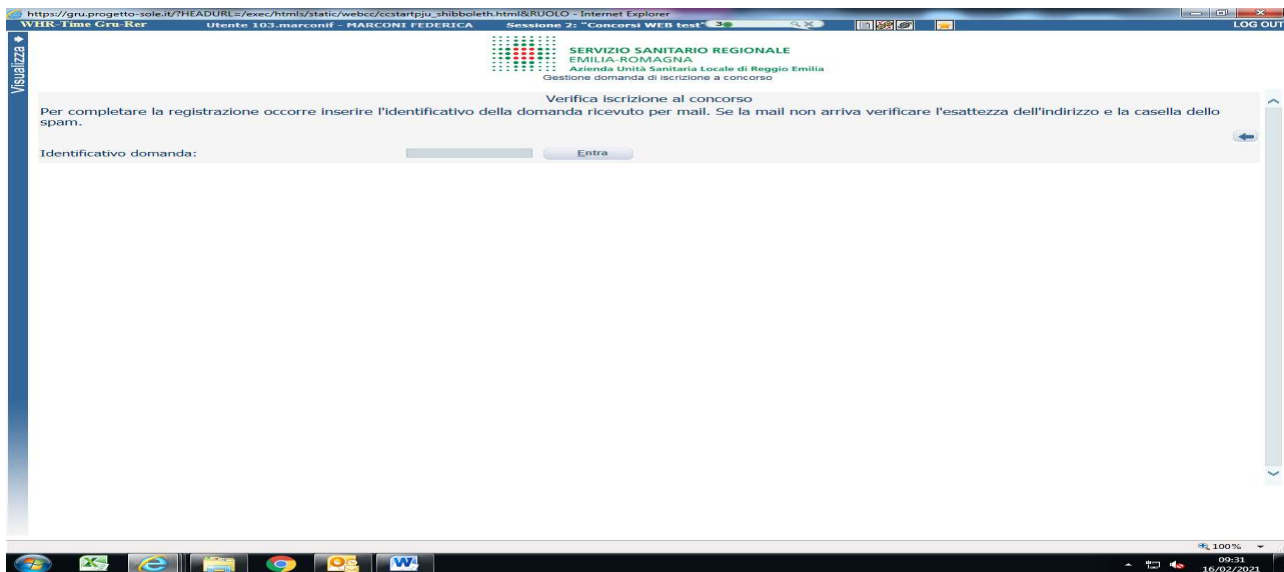 https://gru.progetto-sole.it/?HEADURL=/exec/htmls/static/webcc/ccstartpju_shibboleth.html&RUOLO - Internet Explorer
WHR-Time Gru-Rer Utente 103.marconif - MARCONI FEDERICA Sessione 2: "Concorsi WEB test" 3 LOG OUT
Visualizza
SERVIZIO SANITARIO REGIONALE
EMILIA-ROMAGNA
Azienda Unità Sanitaria Locale di Reggio Emilia
Gestione domanda di iscrizione a concorso
Verifica iscrizione al concorso
Per completare la registrazione occorre inserire l'identificativo della domanda ricevuto per mail. Se la mail non arriva verificare l'esattezza dell'indirizzo e la casella dello
spam.
Identificativo domanda: Entra
100%
09:31
16/02/2021